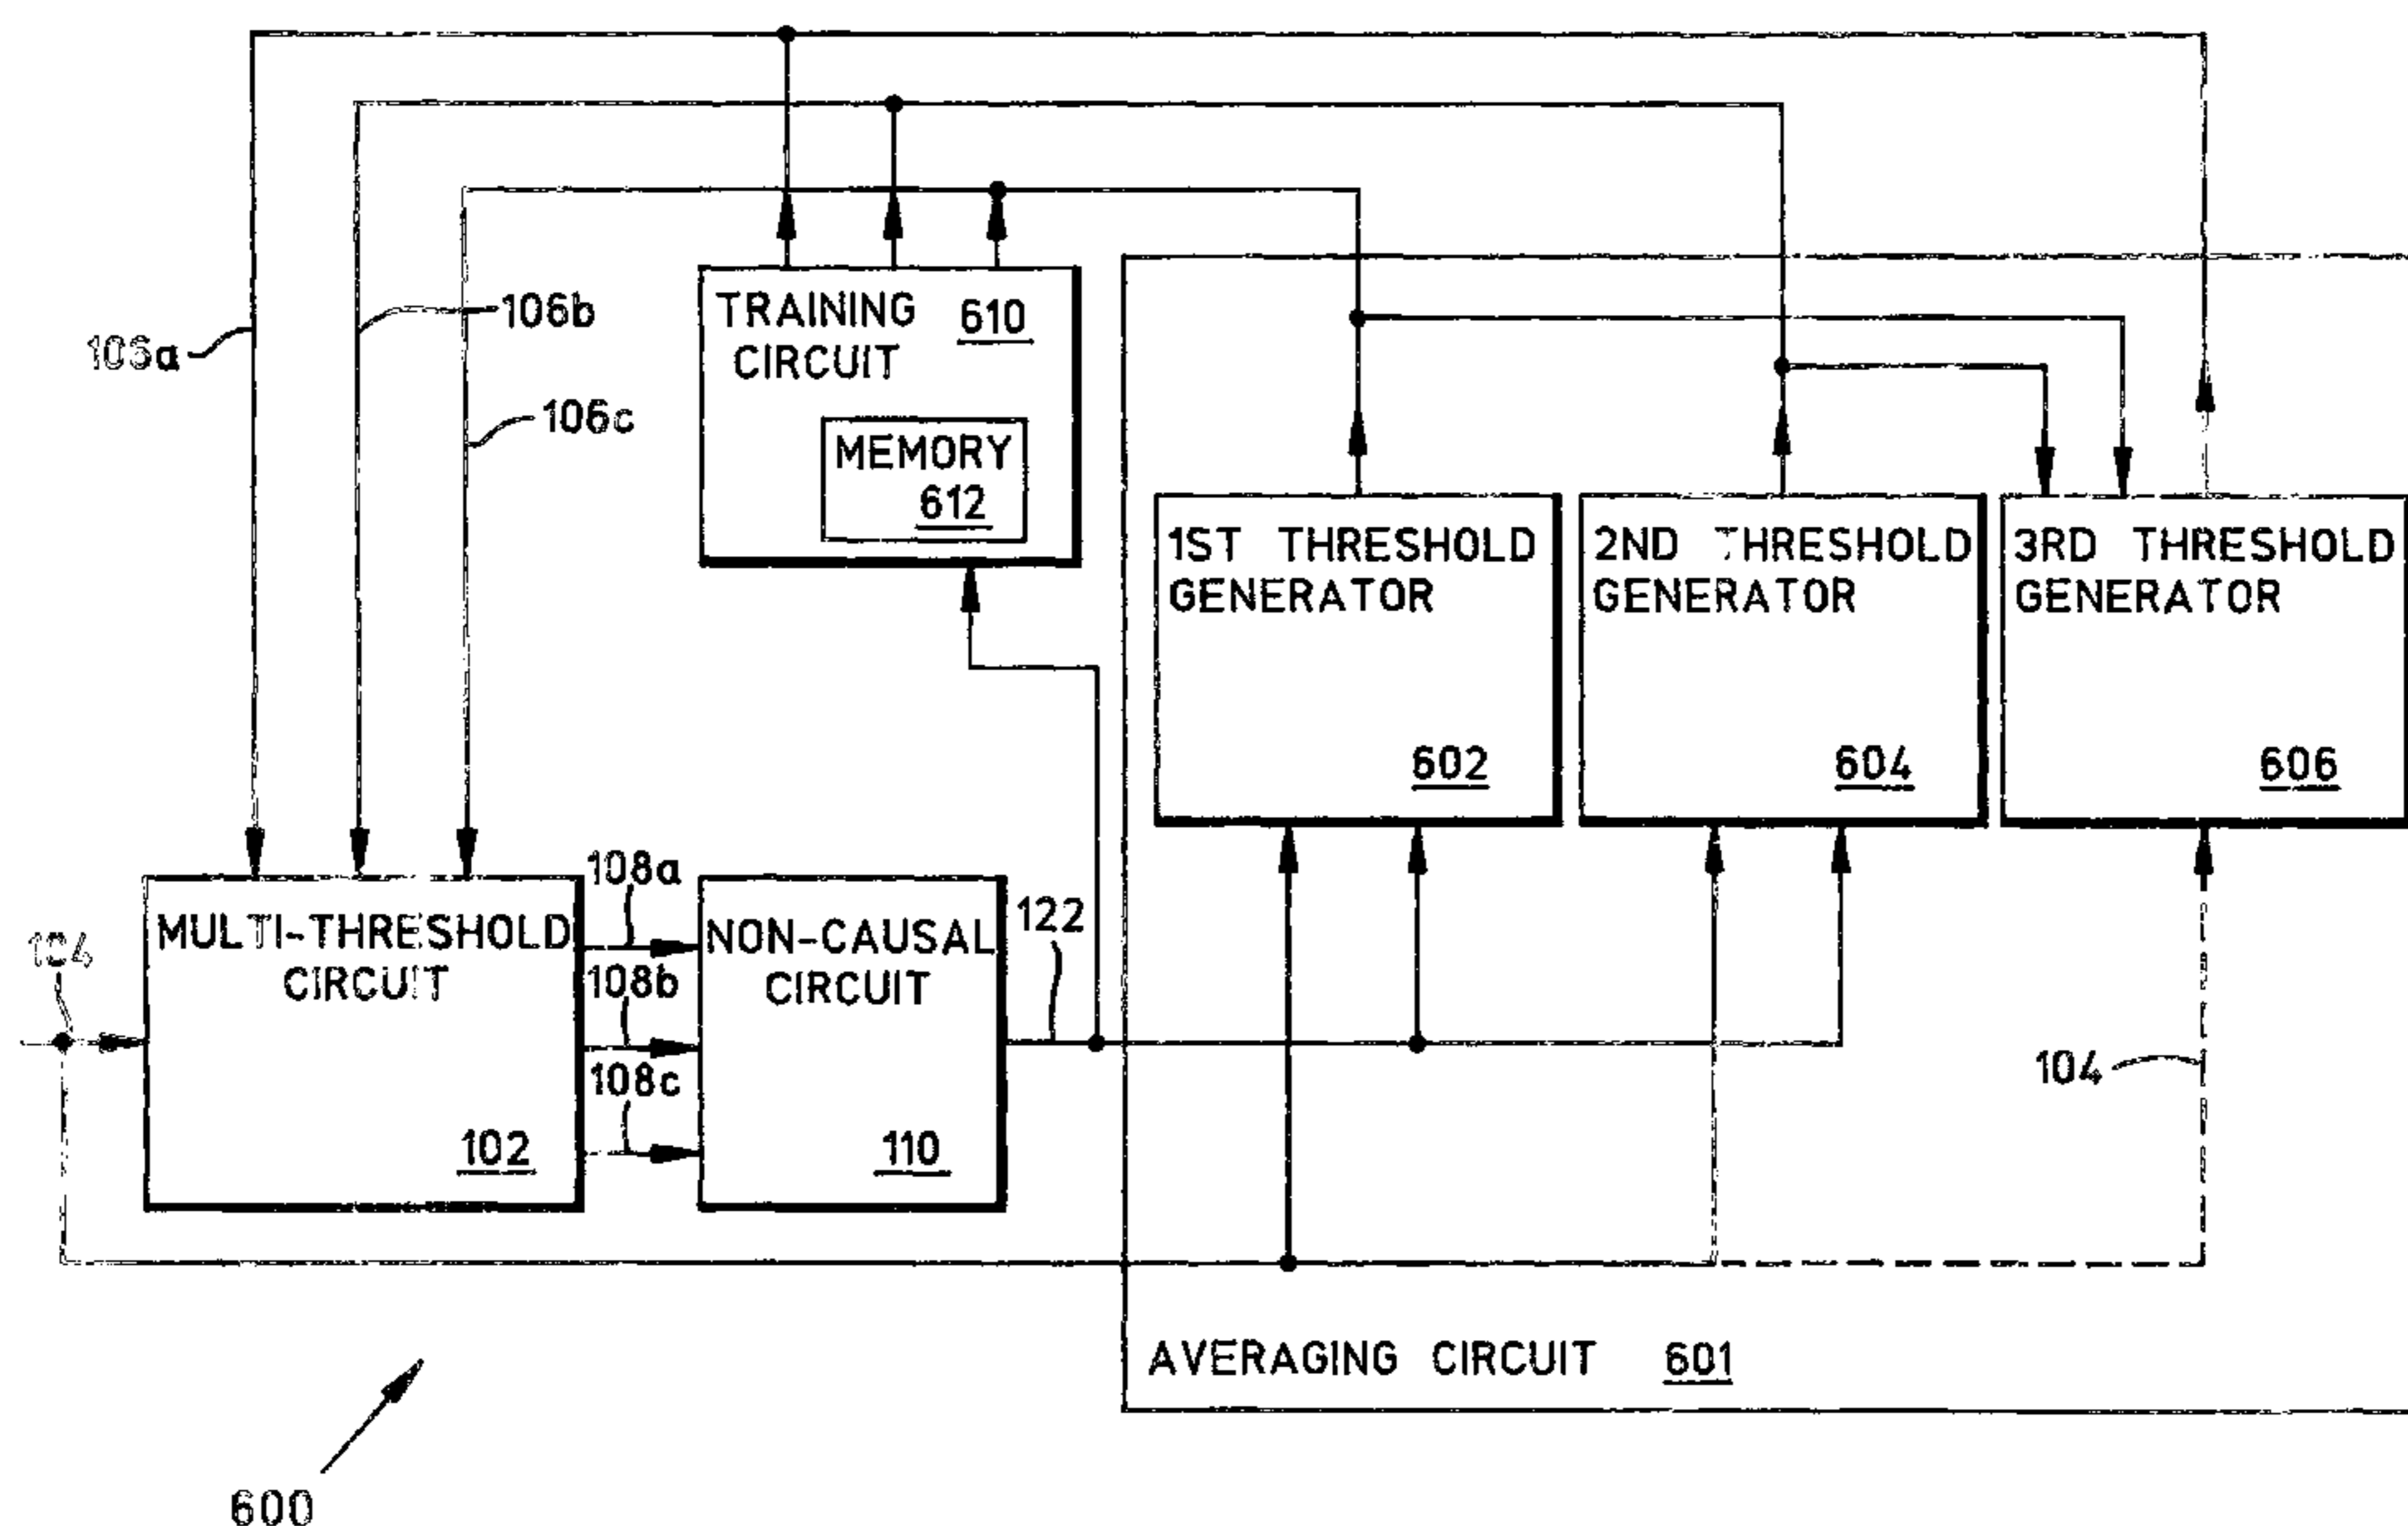 106a
106b
106c
TRAINING
CIRCUIT
610
MEMORY
612
1ST THRESHOLD
GENERATOR
602
2ND THRESHOLD
GENERATOR
604
3RD THRESHOLD
GENERATOR
606
104
MULTI-THRESHOLD
CIRCUIT
102
108a
108b
108c
NON-CAUSAL
CIRCUIT
110
122
104
AVERAGING CIRCUIT 601
600